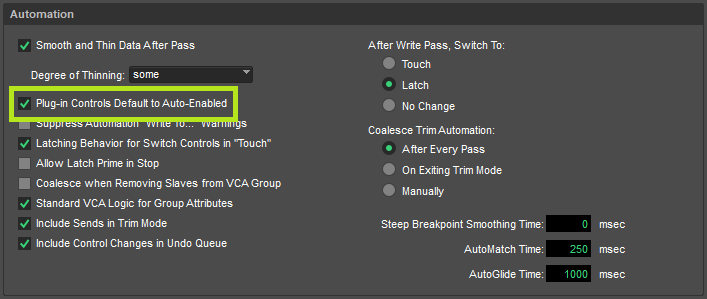 Automation
Smooth and Thin Data After Pass
Degree of Thinning: some
Plug-in Controls Default to Auto-Enabled
Suppress Automation "Write To..." Warnings
Latching Behavior for Switch Controls in "Touch"
Allow Latch Prime in Stop
Coalesce when Removing Slaves from VCA Group
Standard VCA Logic for Group Attributes
Include Sends in Trim Mode
Include Control Changes in Undo Queue
After Write Pass, Switch To:
Touch
Latch
No Change
Coalesce Trim Automation:
After Every Pass
On Exiting Trim Mode
Manually
Steep Breakpoint Smoothing Time: 0 msec
AutoMatch Time: 250 msec
AutoGlide Time: 1000 msec